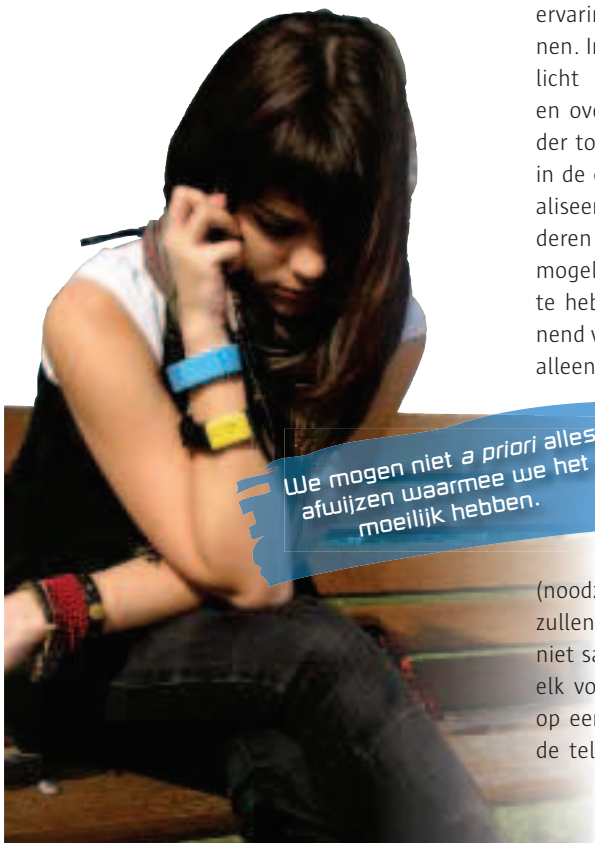 ervarin
nen. In
licht
en ove
der to
in de
aliseer
deren
mogel
te heb
nend v
alleen
We mogen niet a priori alles
afwijzen waarmee we het
moeilijk hebben.
(noodz
zullen
niet sa
elk vo
op eer
de tel